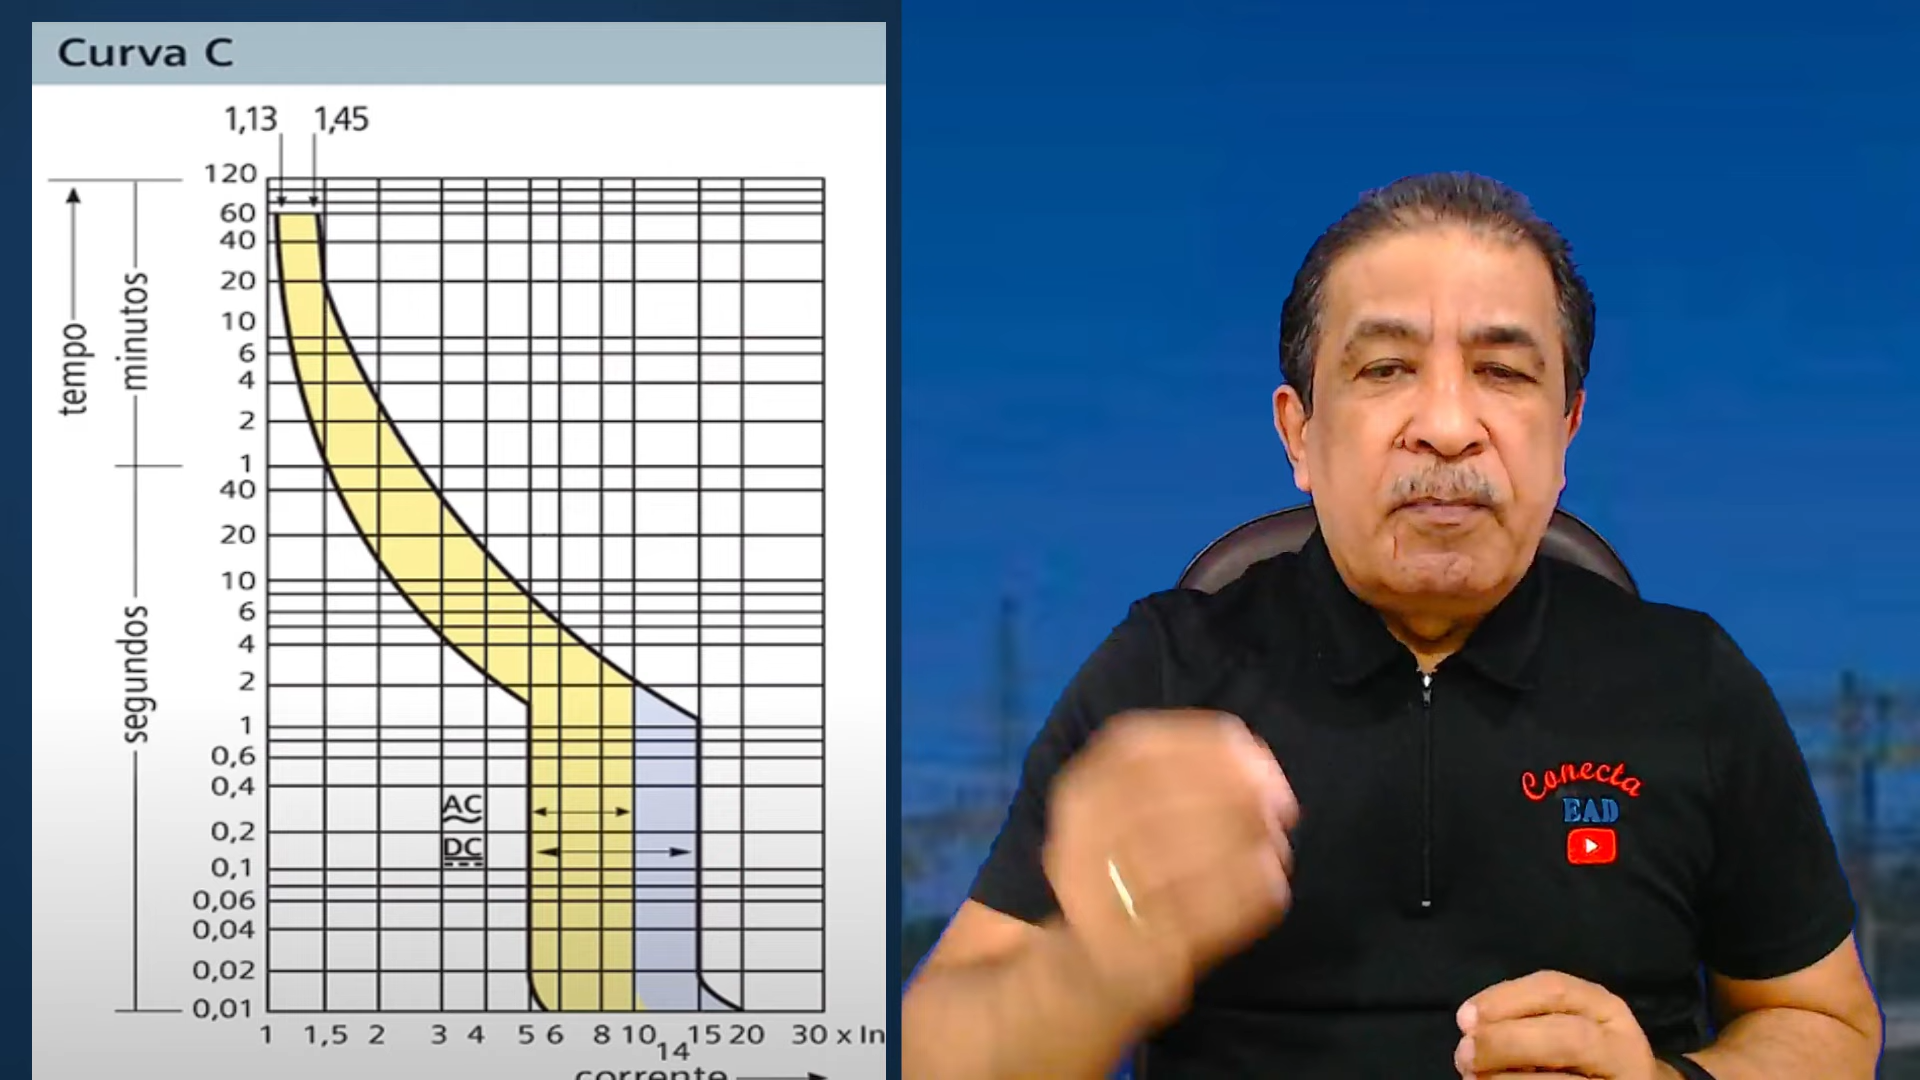 Curva C
1,13 1,45
120
60
40
20
10
6
4
2
1
40
20
10
6
4
2
1
0,6
0,4
0,2
0,1
0,06
0,04
0,02
0,01
tempo
minutos
segundos
AC
DC
1 1,5 2 3 4 5 6 8 10 14 15 20 30 x In
corrente
Conecta
EAD